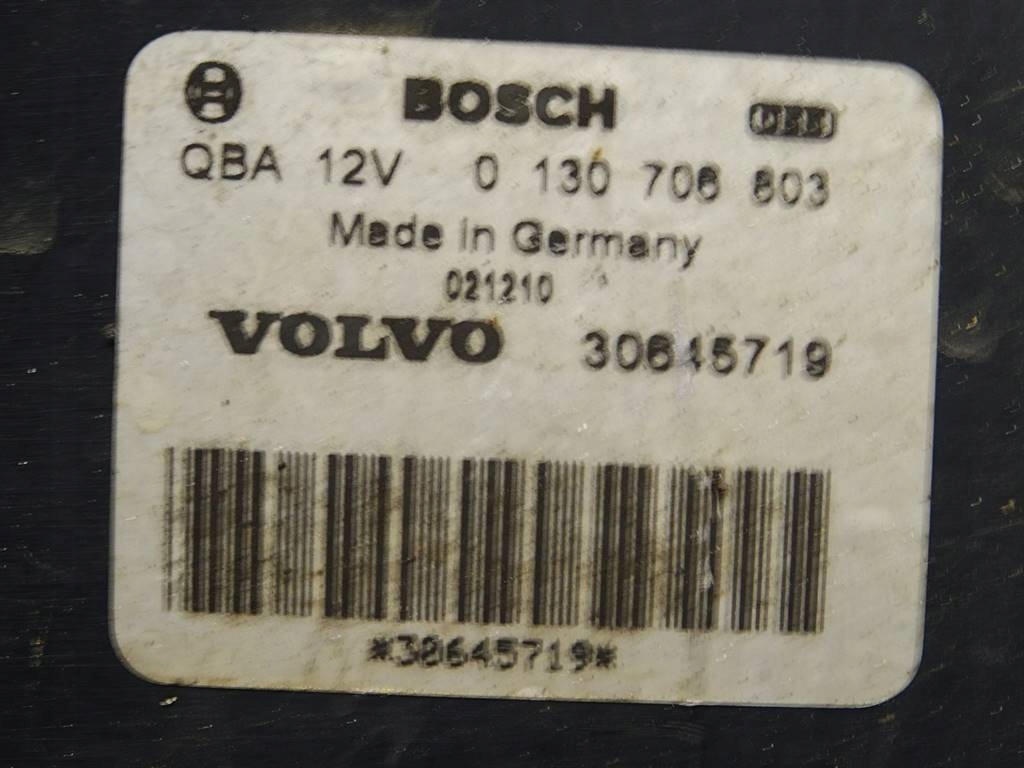 BOSCH
QBA 12V 0 130 706 803
Made in Germany
021210
VOLVO 30645719
*30645719*